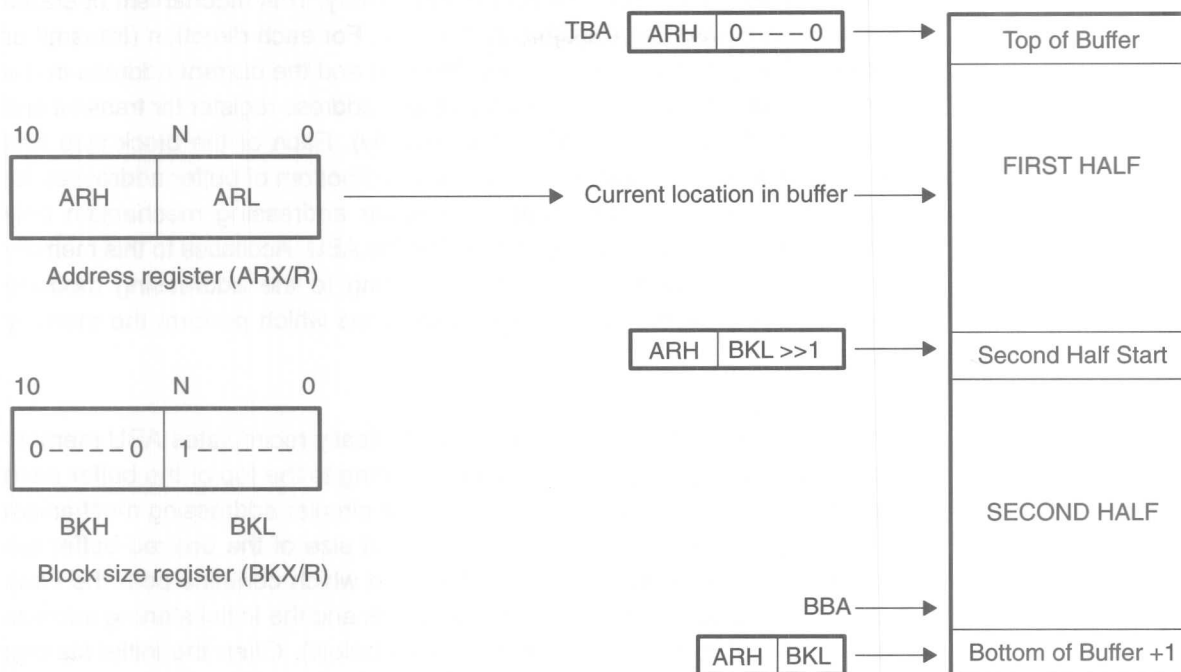 TBA ARH 0 – – – 0 Top of Buffer
10 N 0
ARH ARL
Address register (ARX/R)
Current location in buffer
FIRST HALF
ARH BKL >>1 Second Half Start
10 N 0
0 – – – – 0 1 – – – – –
BKH BKL
Block size register (BKX/R)
SECOND HALF
BBA
ARH BKL Bottom of Buffer +1